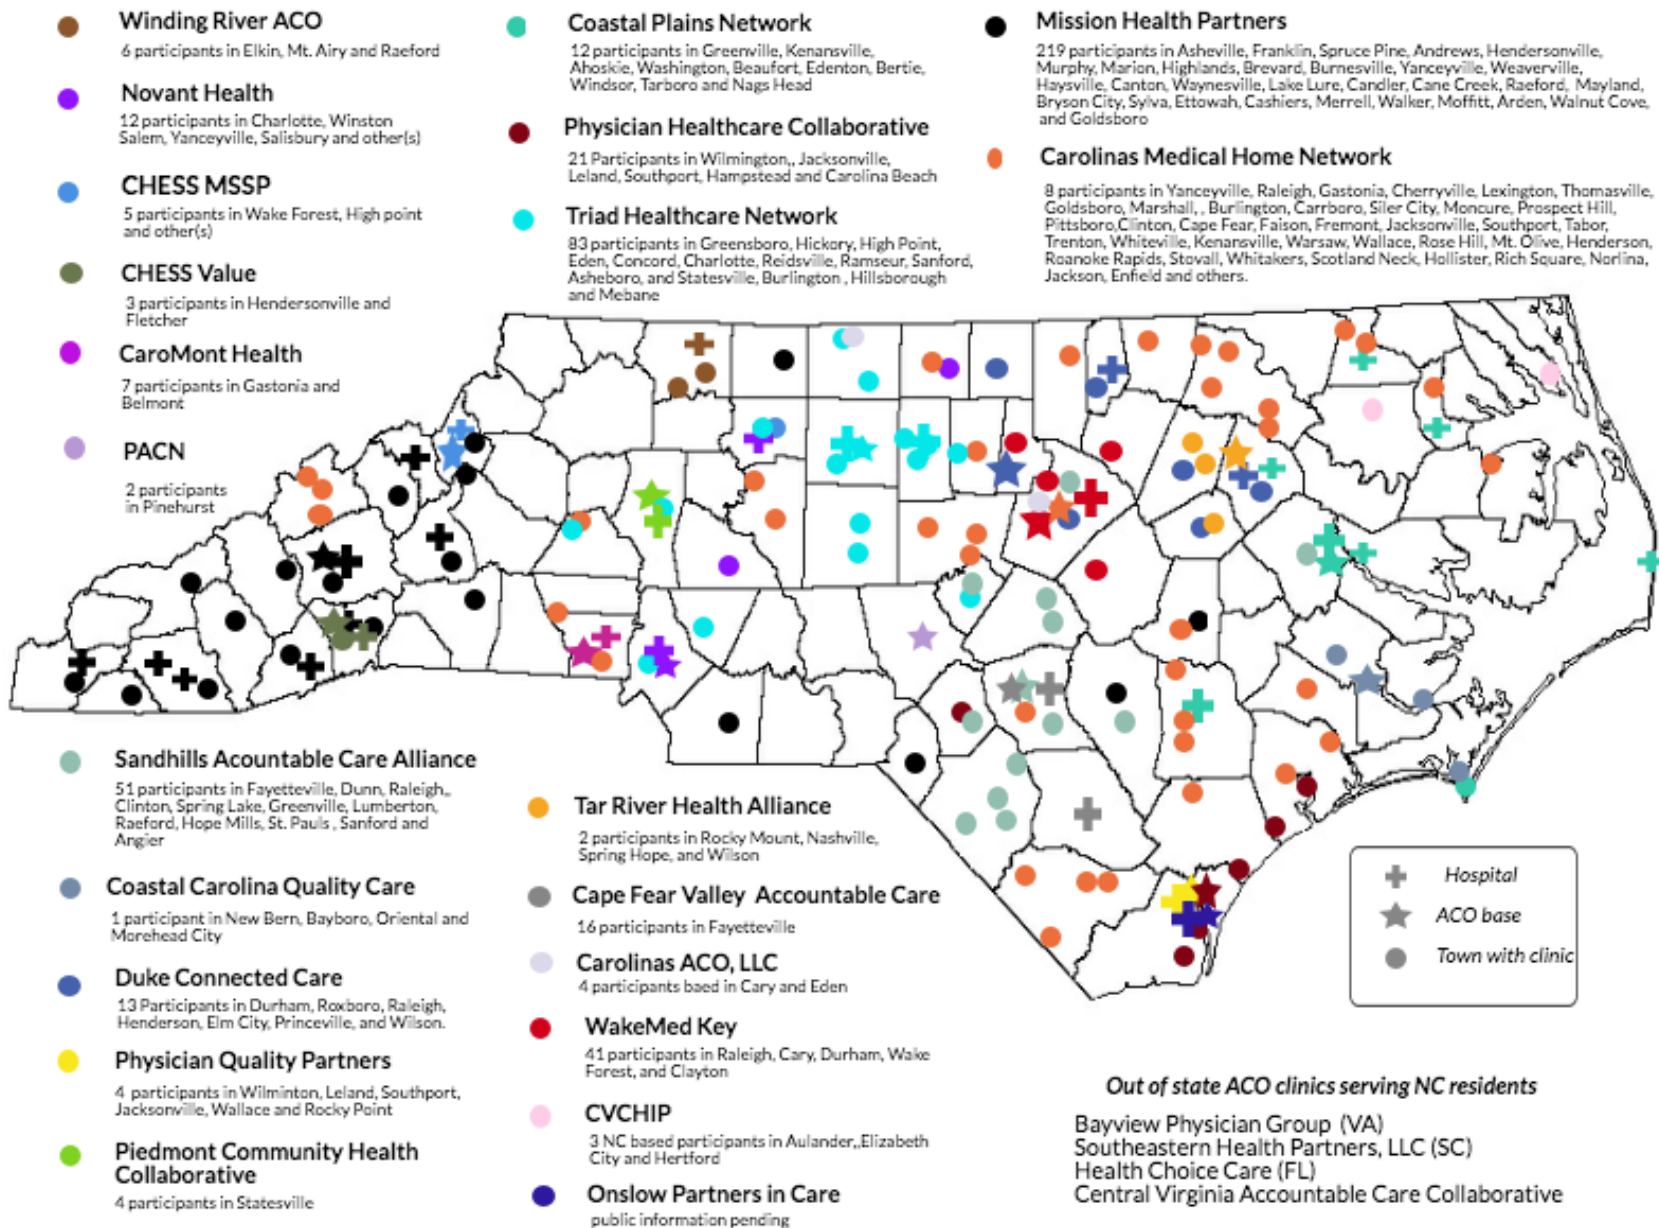 Winding River ACO
6 participants in Elkin, Mt. Airy and Raeford
Novant Health
12 participants in Charlotte, Winston
Salem, Yanceyville, Salisbury and other(s)
CHESS MSSP
5 participants in Wake Forest, High point
and other(s)
CHESS Value
3 participants in Hendersonville and
Fletcher
CaroMont Health
7 participants in Gastonia and
Belmont
PACN
2 participants
in Pinehurst
Coastal Plains Network
12 participants in Greenville, Kenansville,
Ahoskie, Washington, Beaufort, Edenton, Bertie,
Windsor, Tarboro and Nags Head
Physician Healthcare Collaborative
21 Participants in Wilmington,, Jacksonville,
Leland, Southport, Hampstead and Carolina Beach
Triad Healthcare Network
83 participants in Greensboro, Hickory, High Point,
Eden, Concord, Charlotte, Reidsville, Ramseur, Sanford,
Asheboro, and Statesville, Burlington , Hillsborough
and Mebane
Mission Health Partners
219 participants in Asheville, Franklin, Spruce Pine, Andrews, Hendersonville,
Murphy, Marion, Highlands, Brevard, Burnesville, Yanceyville, Weaverville,
Haysville, Canton, Waynesville, Lake Lure, Candler, Cane Creek, Raeford, Mayland,
Bryson City, Sylva, Ettowah, Cashiers, Merrell, Walker, Moffitt, Arden, Walnut Cove,
and Goldsboro
Carolinas Medical Home Network
8 participants in Yanceyville, Raleigh, Gastonia, Cherryville, Lexington, Thomasville,
Goldsboro, Marshall, , Burlington, Carrboro, Siler City, Moncure, Prospect Hill,
Pittsboro,Clinton, Cape Fear, Faison, Fremont, Jacksonville, Southport, Tabor,
Trenton, Whiteville, Kenansville, Warsaw, Wallace, Rose Hill, Mt. Olive, Henderson,
Roanoke Rapids, Stovall, Whitakers, Scotland Neck, Hollister, Rich Square, Norlina,
Jackson, Enfield and others.
Sandhills Acountable Care Alliance
51 participants in Fayetteville, Dunn, Raleigh,,
Clinton, Spring Lake, Greenville, Lumberton,
Raeford, Hope Mills, St. Pauls , Sanford and
Angier
Coastal Carolina Quality Care
1 participant in New Bern, Bayboro, Oriental and
Morehead City
Duke Connected Care
13 Participants in Durham, Roxboro, Raleigh,
Henderson, Elm City, Princeville, and Wilson.
Physician Quality Partners
4 participants in Wilminton, Leland, Southport,
Jacksonville, Wallace and Rocky Point
Piedmont Community Health
Collaborative
4 participants in Statesville
Tar River Health Alliance
2 participants in Rocky Mount, Nashville,
Spring Hope, and Wilson
Cape Fear Valley Accountable Care
16 participants in Fayetteville
Carolinas ACO, LLC
4 participants baed in Cary and Eden
WakeMed Key
41 participants in Raleigh, Cary, Durham, Wake
Forest, and Clayton
CVCHIP
3 NC based participants in Aulander,,Elizabeth
City and Hertford
Onslow Partners in Care
public information pending
Hospital
ACO base
Town with clinic
Out of state ACO clinics serving NC residents
Bayview Physician Group (VA)
Southeastern Health Partners, LLC (SC)
Health Choice Care (FL)
Central Virginia Accountable Care Collaborative